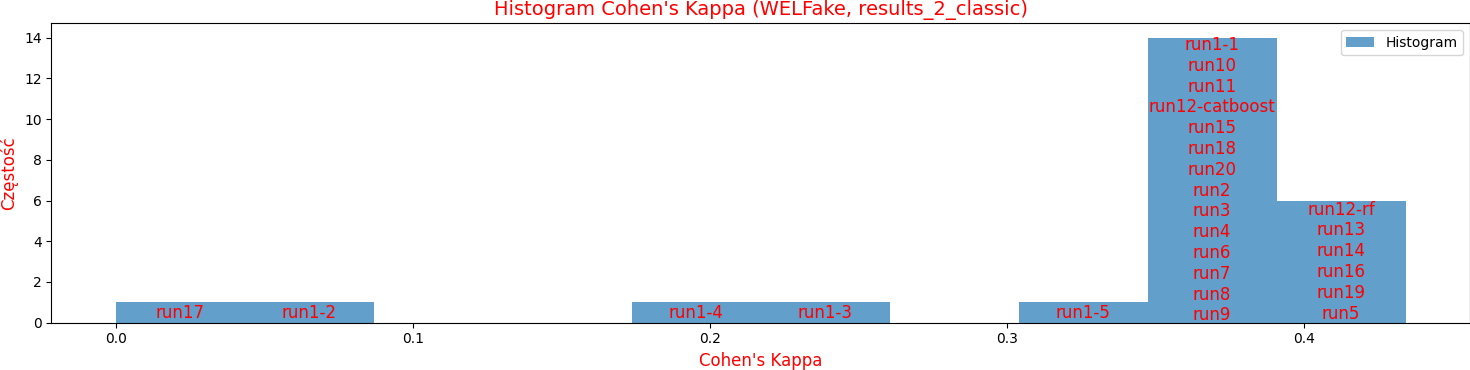 Histogram Cohen's Kappa (WELFake, results_2_classic)
Histogram
Częstość
14
12
10
8
6
4
2
0
run17
run1-2
run1-4
run1-3
run1-5
run1-1
run10
run11
run12-catboost
run15
run18
run20
run2
run3
run4
run6
run7
run8
run9
run12-rf
run13
run14
run16
run19
run5
0.0
0.1
0.2
0.3
0.4
Cohen's Kappa